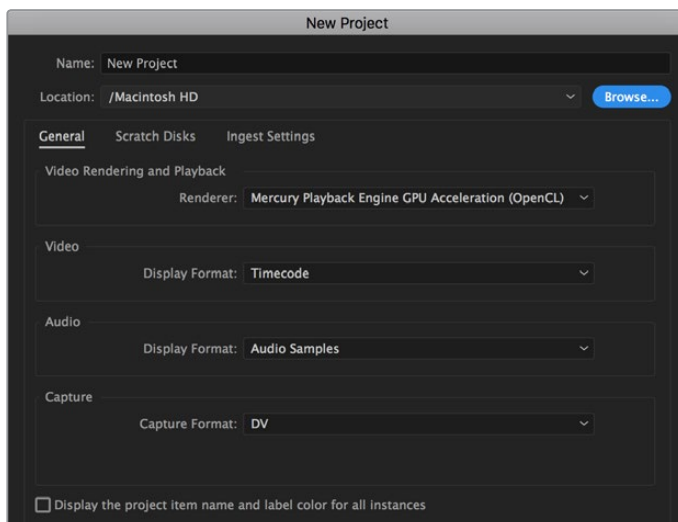 New Project
Name: New Project
Location: /Macintosh HD Browse...
General Scratch Disks Ingest Settings
Video Rendering and Playback
Renderer: Mercury Playback Engine GPU Acceleration (OpenCL)
Video
Display Format: Timecode
Audio
Display Format: Audio Samples
Capture
Capture Format: DV
Display the project item name and label color for all instances